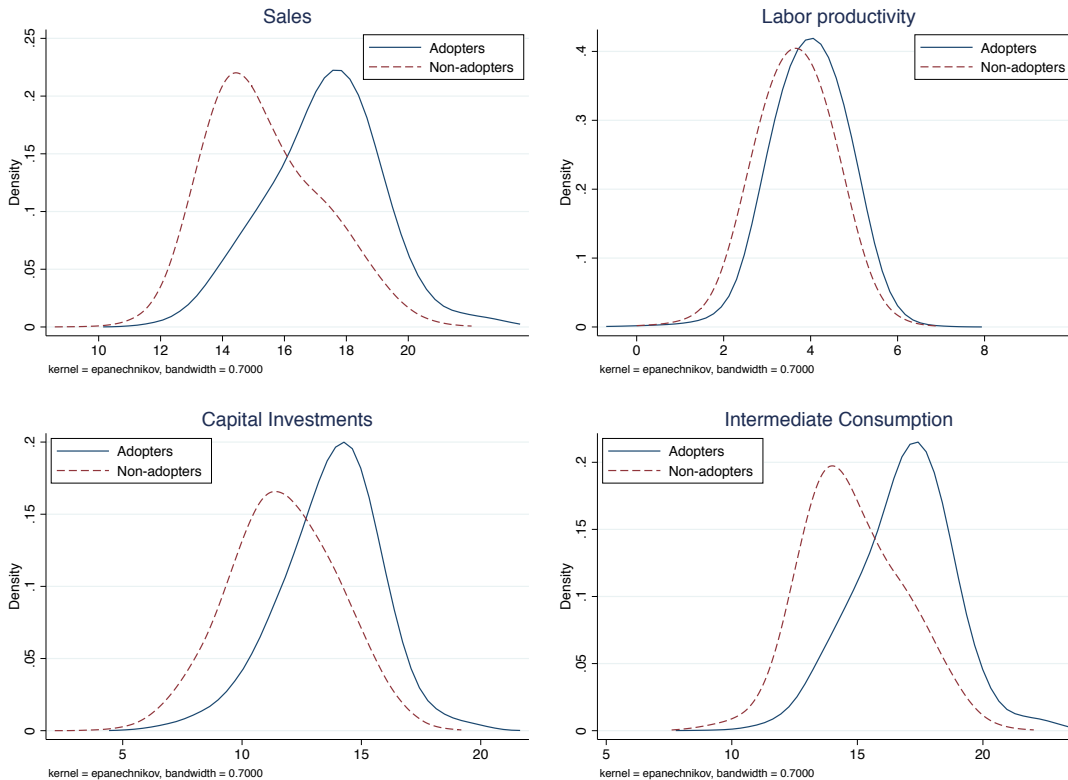 Sales
Adopters
Non-adopters
Density
.25
.2
.15
.1
.05
0
10 12 14 16 18 20
kernel = epanechnikov, bandwidth = 0.7000
Labor productivity
Adopters
Non-adopters
Density
.4
.3
.2
.1
0
0 2 4 6 8
kernel = epanechnikov, bandwidth = 0.7000
Capital Investments
Adopters
Non-adopters
Density
.2
.15
.1
.05
0
5 10 15 20
kernel = epanechnikov, bandwidth = 0.7000
Intermediate Consumption
Adopters
Non-adopters
Density
.2
.15
.1
.05
0
5 10 15 20
kernel = epanechnikov, bandwidth = 0.7000